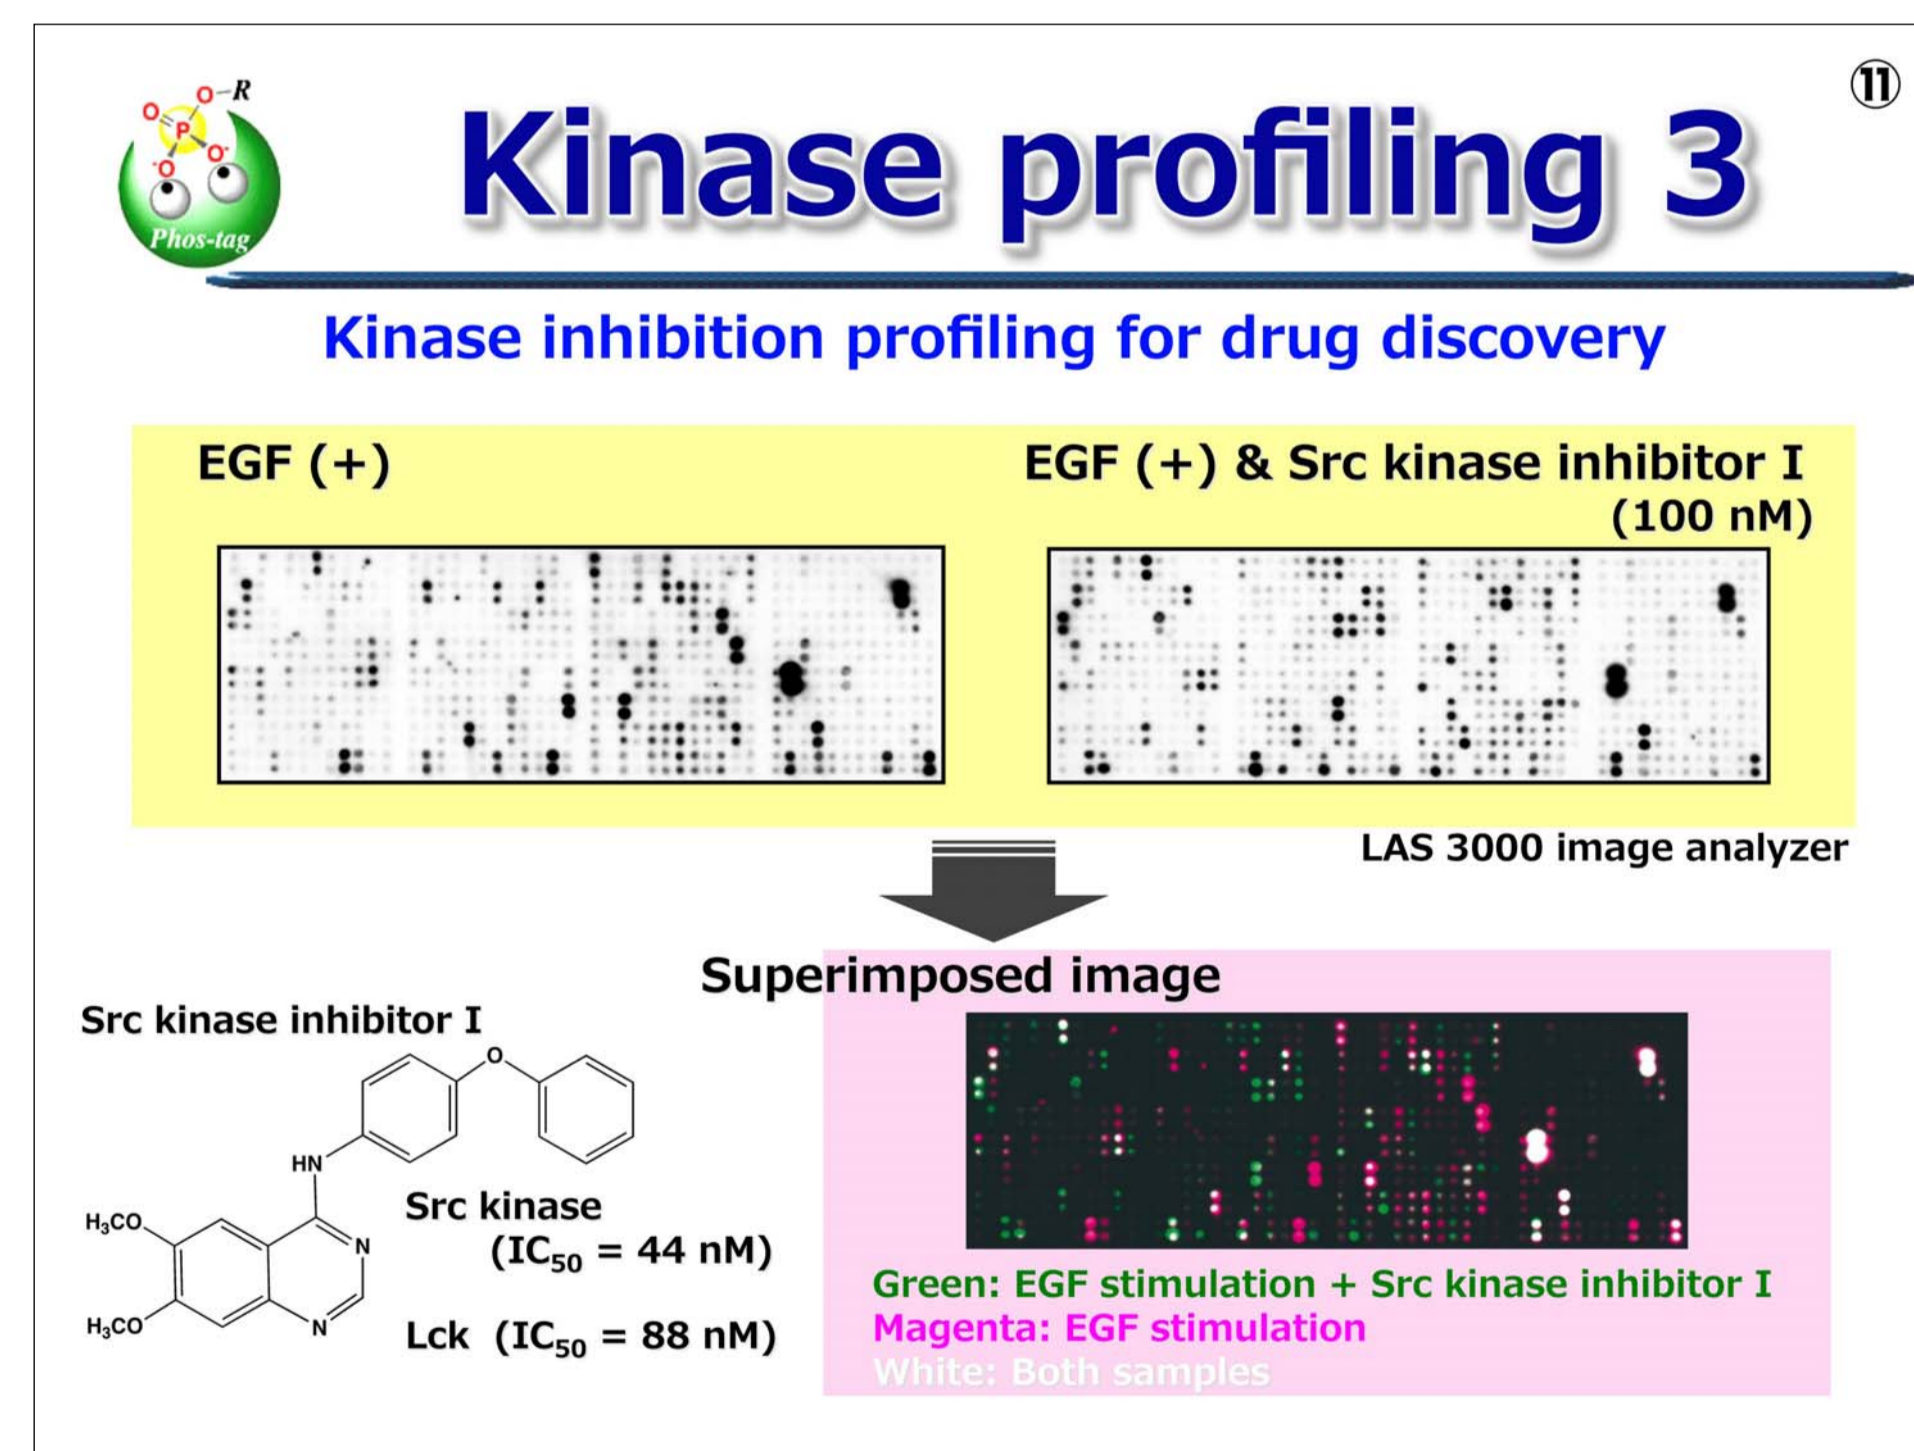 ⑪
O–R
O
P
-O
O-
Phos-tag
Kinase profiling 3
Kinase inhibition profiling for drug discovery
EGF (+)
EGF (+) & Src kinase inhibitor I
(100 nM)
LAS 3000 image analyzer
Superimposed image
Src kinase inhibitor I
O
HN
H₃CO
N
H₃CO
N
Src kinase
(IC₅₀ = 44 nM)
Lck (IC₅₀ = 88 nM)
Green: EGF stimulation + Src kinase inhibitor I
Magenta: EGF stimulation
White: Both samples